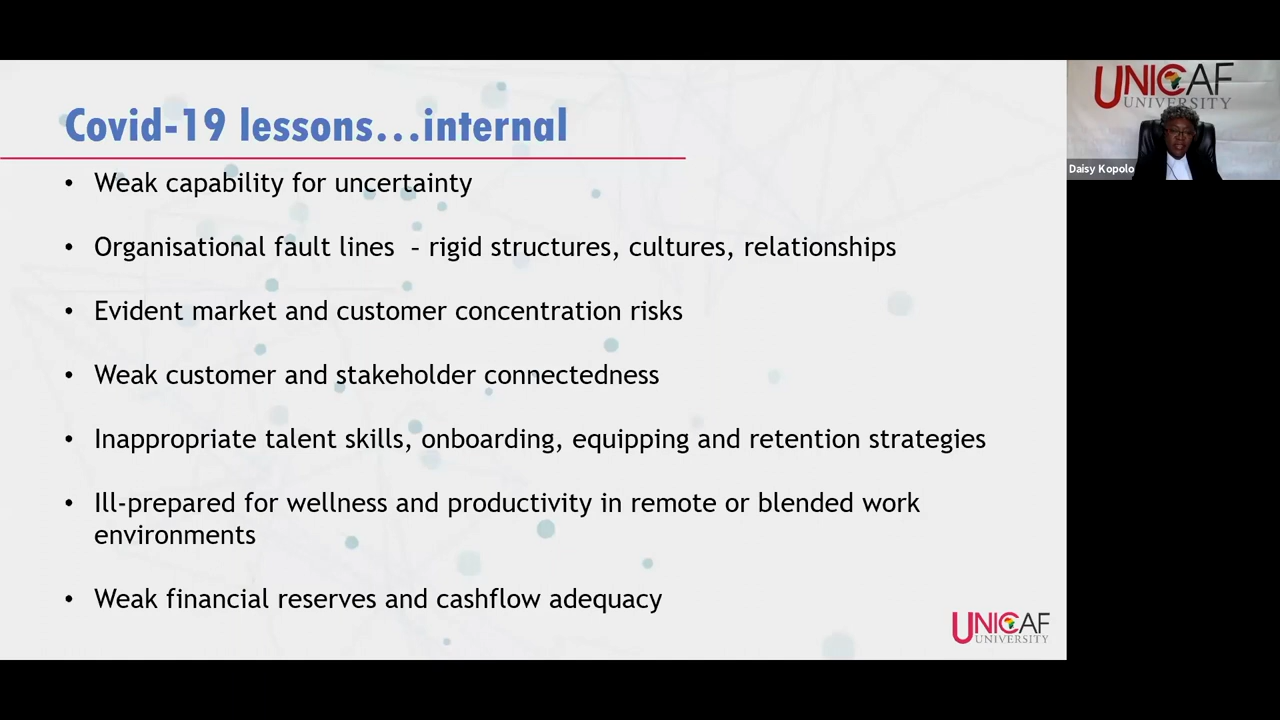 Covid-19 lessons...internal
• Weak capability for uncertainty
• Organisational fault lines – rigid structures, cultures, relationships
• Evident market and customer concentration risks
• Weak customer and stakeholder connectedness
• Inappropriate talent skills, onboarding, equipping and retention strategies
• Ill-prepared for wellness and productivity in remote or blended work
environments
• Weak financial reserves and cashflow adequacy
UNICAF
UNIVERSITY
UNICAF
UNIVERSITY
Daisy Kopolo